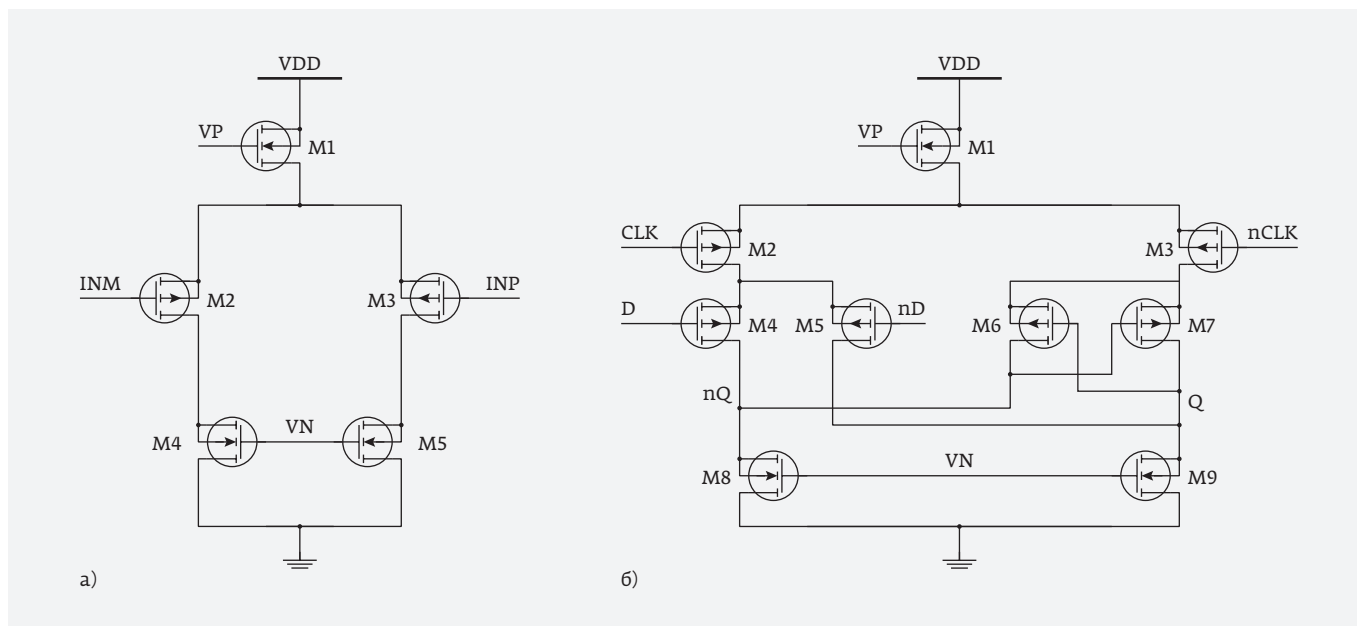 VDD
VP
M1
INM
M2
M3
INP
M4
VN
M5
а)
VDD
VP
M1
CLK
M2
M3
nCLK
D
M4
M5
nD
M6
M7
nQ
Q
M8
VN
M9
б)